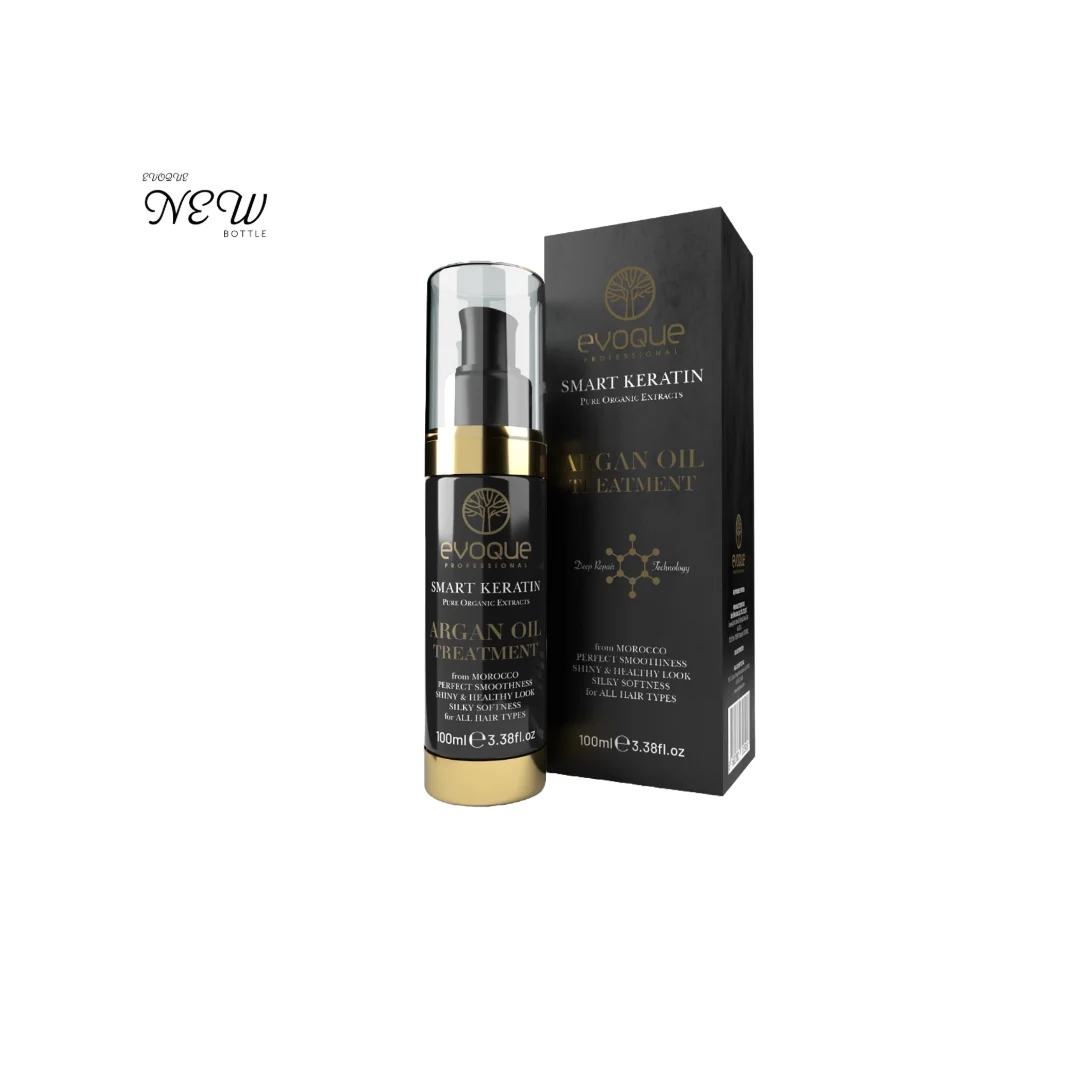 EVOQUE
NEW
BOTTLE
evoque
PROFESSIONAL
SMART KERATIN
PURE ORGANIC EXTRACTS
ARGAN OIL
TREATMENT
from MOROCCO
PERFECT SMOOTHNESS
SHINY & HEALTHY LOOK
SILKY SOFTNESS
for ALL HAIR TYPES
100ml ℮ 3.38fl.oz
evoque
PROFESSIONAL
SMART KERATIN
PURE ORGANIC EXTRACTS
ARGAN OIL
TREATMENT
Deep Repair Technology
from MOROCCO
PERFECT SMOOTHNESS
SHINY & HEALTHY LOOK
SILKY SOFTNESS
for ALL HAIR TYPES
100ml ℮ 3.38fl.oz
evoque